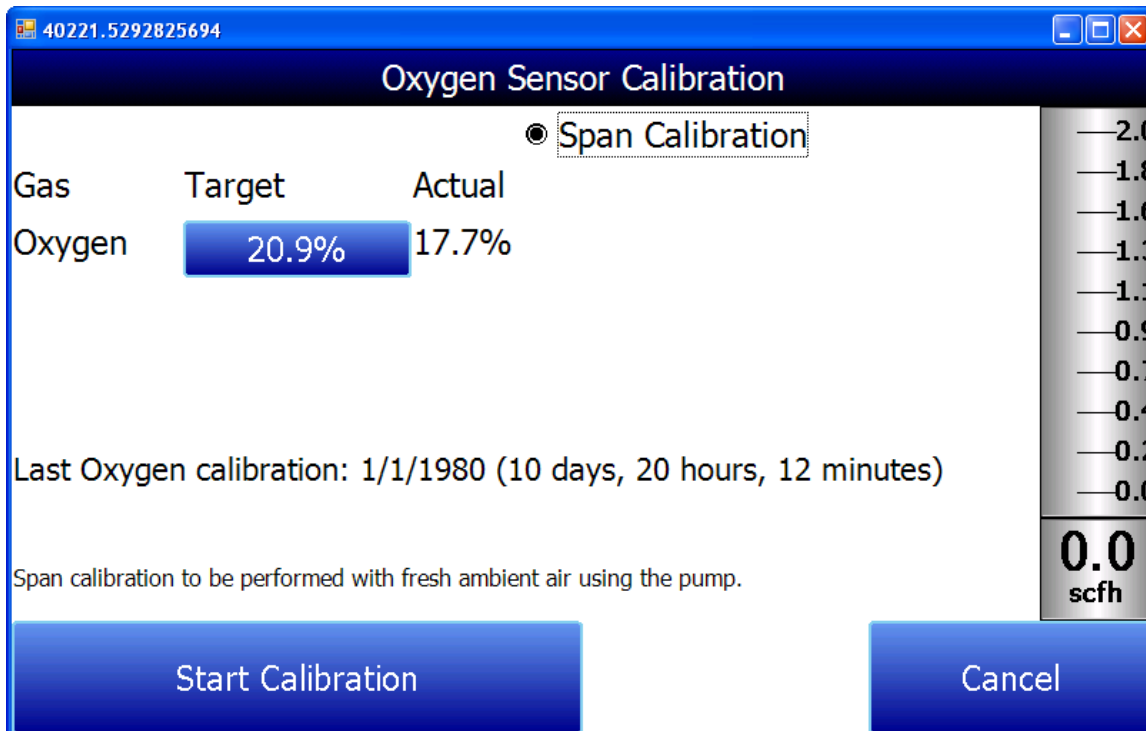 40221.5292825694
Oxygen Sensor Calibration
Span Calibration
Gas Target Actual
Oxygen 20.9% 17.7%
Last Oxygen calibration: 1/1/1980 (10 days, 20 hours, 12 minutes)
Span calibration to be performed with fresh ambient air using the pump.
Start Calibration
Cancel
0.0
scfh